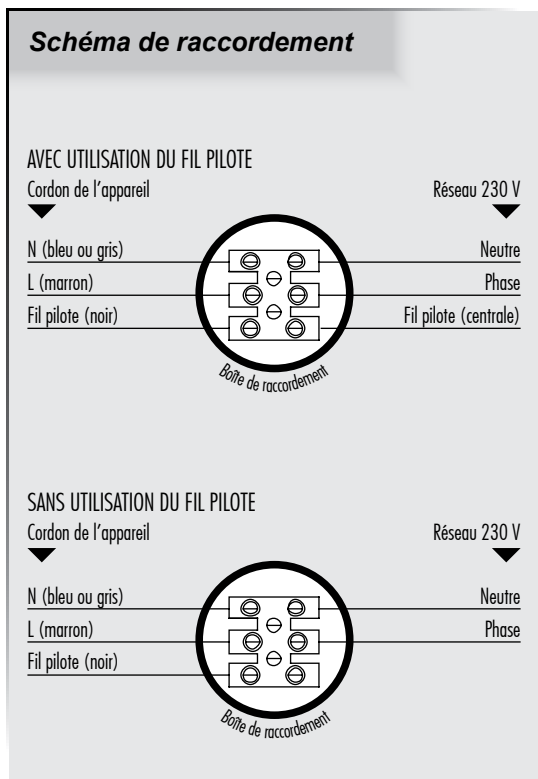 Schéma de raccordement
AVEC UTILISATION DU FIL PILOTE
Cordon de l'appareil
Réseau 230 V
N (bleu ou gris)
Neutre
L (marron)
Phase
Fil pilote (noir)
Fil pilote (centrale)
Boîte de raccordement
SANS UTILISATION DU FIL PILOTE
Cordon de l'appareil
Réseau 230 V
N (bleu ou gris)
Neutre
L (marron)
Phase
Fil pilote (noir)
Boîte de raccordement